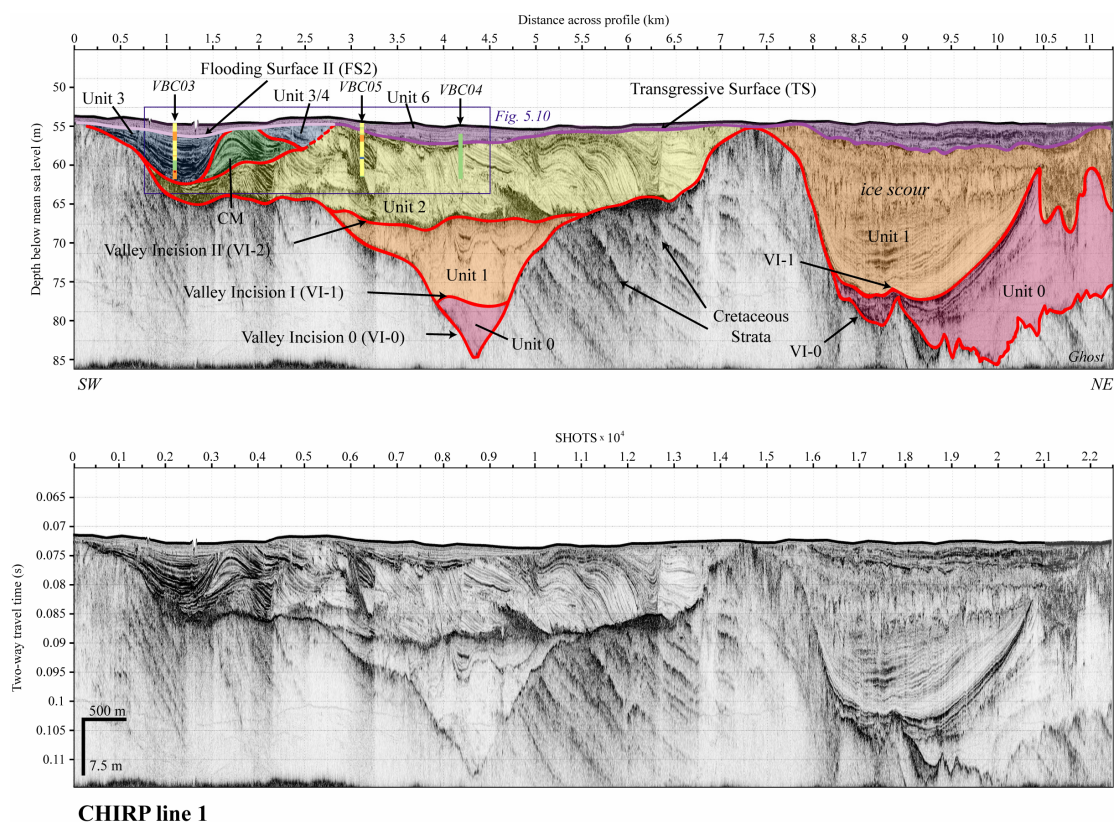 Distance across profile (km)
0 0.5 1 1.5 2 2.5 3 3.5 4 4.5 5 5.5 6 6.5 7 7.5 8 8.5 9 9.5 10 10.5 11
Depth below mean sea level (m)
50
55
60
65
70
75
80
85
Flooding Surface II (FS2)
VBC03
VBC05
VBC04
Unit 3
Unit 3/4
Unit 6
Transgressive Surface (TS)
Fig. 5.10
CM
Unit 2
ice scour
Unit 1
Valley Incision II (VI-2)
Unit 1
VI-1
Valley Incision I (VI-1)
Unit 0
Cretaceous
Strata
Valley Incision 0 (VI-0)
Unit 0
VI-0
Ghost
SW
NE
SHOTS x 10⁴
0 0.1 0.2 0.3 0.4 0.5 0.6 0.7 0.8 0.9 1 1.1 1.2 1.3 1.4 1.5 1.6 1.7 1.8 1.9 2 2.1 2.2
Two-way travel time (s)
0.065
0.07
0.075
0.08
0.085
0.09
0.095
0.1
0.105
0.11
500 m
7.5 m
CHIRP line 1